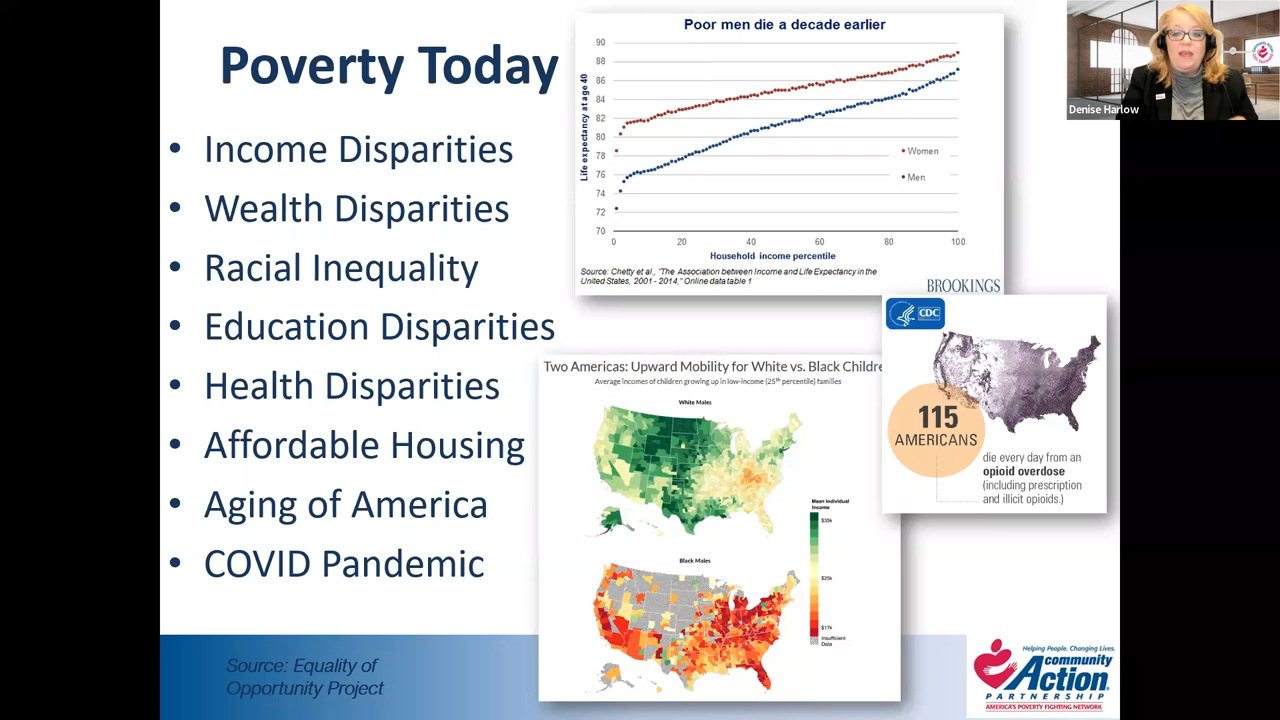 Poverty Today
• Income Disparities
• Wealth Disparities
• Racial Inequality
• Education Disparities
• Health Disparities
• Affordable Housing
• Aging of America
• COVID Pandemic
Source: Equality of
Opportunity Project
Poor men die a decade earlier
Life expectancy at age 40
90
88
86
84
82
80
78
76
74
72
70
0 20 40 60 80 100
Women
Men
Household income percentile
Source: Chetty et al., "The Association between Income and Life Expectancy in the
United States, 2001 - 2014," Online data table 1
BROOKINGS
Denise Harlow
CDC
115
AMERICANS
die every day from an
opioid overdose
(including prescription
and illicit opioids.)
Two Americas: Upward Mobility for White vs. Black Childre
Average incomes of children growing up in low-income (25th percentile) families
White Males
Black Males
Mean Individual
Income
$35k
$25k
$17k
Insufficient
Data
Helping People. Changing Lives.
community
Action
PARTNERSHIP
AMERICA'S POVERTY FIGHTING NETWORK